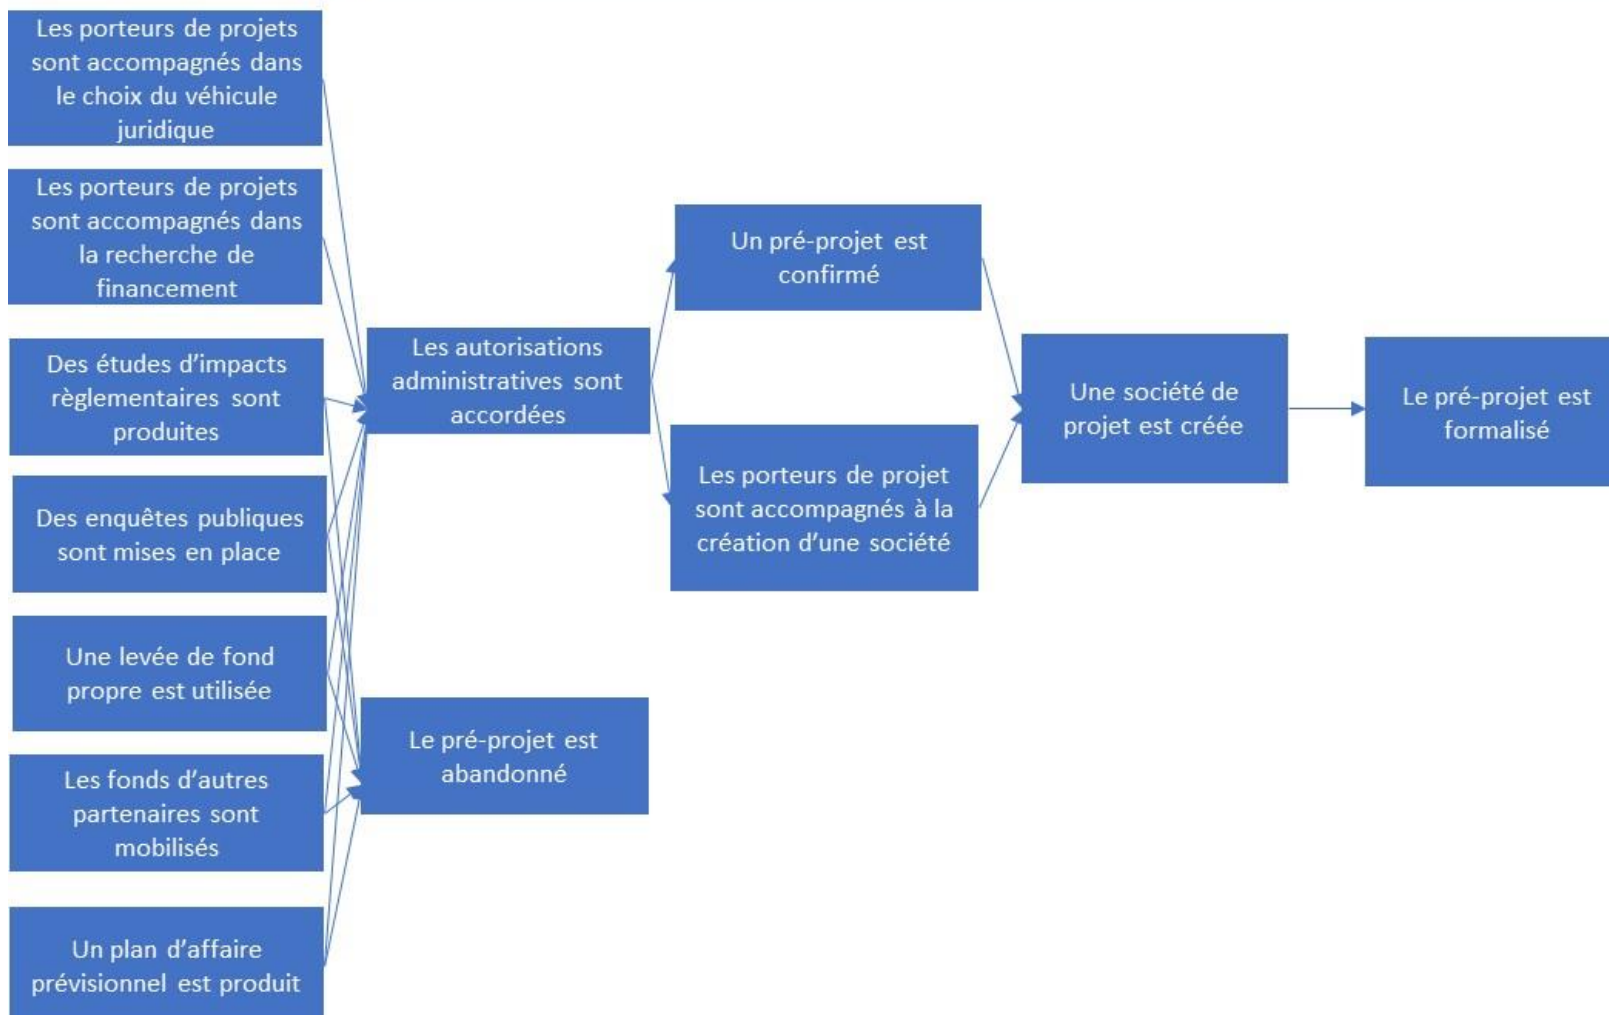 Les porteurs de projets
sont accompagnés dans
le choix du véhicule
juridique
Les porteurs de projets
sont accompagnés dans
la recherche de
financement
Des études d'impacts
règlementaires sont
produites
Des enquêtes publiques
sont mises en place
Une levée de fond
propre est utilisée
Les fonds d'autres
partenaires sont
mobilisés
Un plan d'affaire
prévisionnel est produit
Les autorisations
administratives sont
accordées
Le pré-projet est
abandonné
Un pré-projet est
confirmé
Les porteurs de projet
sont accompagnés à la
création d'une société
Une société de
projet est créée
Le pré-projet est
formalisé